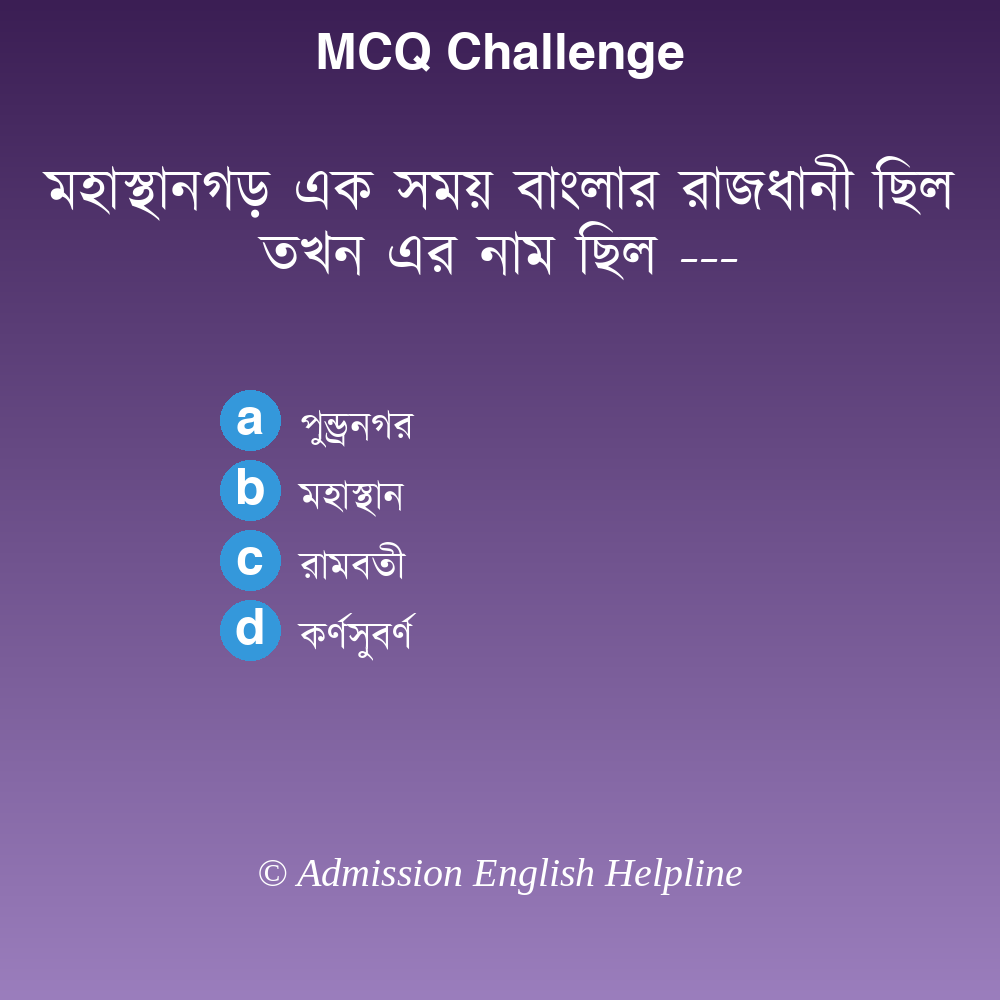 MCQ Challenge
মহাস্থানগড় এক সময় বাংলার রাজধানী ছিল
তখন এর নাম ছিল ---
a পুন্ড্রনগর
b মহাস্থান
c রামবতী
d কর্ণসুবর্ণ
© Admission English Helpline